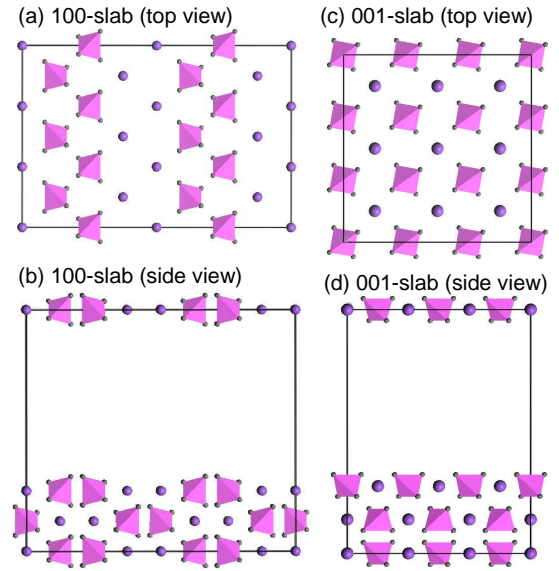 (a) 100-slab (top view)
(c) 001-slab (top view)
(b) 100-slab (side view)
(d) 001-slab (side view)